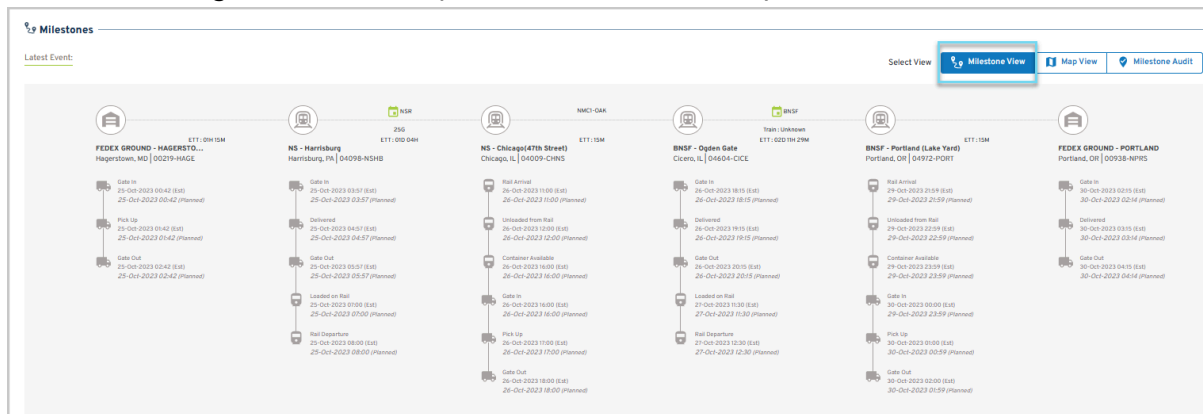 Milestones
Latest Event:
Select View
Milestone View
Map View
Milestone Audit
ETT: 01H 15M
FEDEX GROUND - HAGERSTO...
Hagerstown, MD | 00219-HAGE
Gate In
25-Oct-2023 00:42 (Est)
25-Oct-2023 00:42 (Planned)
Pick Up
25-Oct-2023 01:42 (Est)
25-Oct-2023 01:42 (Planned)
Gate Out
25-Oct-2023 02:42 (Est)
25-Oct-2023 02:42 (Planned)
NSR
25G
ETT: 01D 04H
NS - Harrisburg
Harrisburg, PA | 04098-NSHB
Gate In
25-Oct-2023 03:57 (Est)
25-Oct-2023 03:57 (Planned)
Delivered
25-Oct-2023 04:57 (Est)
25-Oct-2023 04:57 (Planned)
Gate Out
25-Oct-2023 05:57 (Est)
25-Oct-2023 05:57 (Planned)
Loaded on Rail
25-Oct-2023 07:00 (Est)
25-Oct-2023 07:00 (Planned)
Rail Departure
25-Oct-2023 08:00 (Est)
25-Oct-2023 08:00 (Planned)
NMC1-OAK
ETT: 15M
NS - Chicago(47th Street)
Chicago, IL | 04009-CHNS
Rail Arrival
26-Oct-2023 11:00 (Est)
26-Oct-2023 11:00 (Planned)
Unloaded from Rail
26-Oct-2023 12:00 (Est)
26-Oct-2023 12:00 (Planned)
Container Available
26-Oct-2023 16:00 (Est)
26-Oct-2023 16:00 (Planned)
Gate In
26-Oct-2023 16:00 (Est)
26-Oct-2023 16:00 (Planned)
Pick Up
26-Oct-2023 17:00 (Est)
26-Oct-2023 17:00 (Planned)
Gate Out
26-Oct-2023 18:00 (Est)
26-Oct-2023 18:00 (Planned)
BNSF
Train : Unknown
ETT: 02D 11H 29M
BNSF - Ogden Gate
Cicero, IL | 04604-CICE
Gate In
26-Oct-2023 18:15 (Est)
26-Oct-2023 18:15 (Planned)
Delivered
26-Oct-2023 19:15 (Est)
26-Oct-2023 19:15 (Planned)
Gate Out
26-Oct-2023 20:15 (Est)
26-Oct-2023 20:15 (Planned)
Loaded on Rail
27-Oct-2023 11:30 (Est)
27-Oct-2023 11:30 (Planned)
Rail Departure
27-Oct-2023 12:30 (Est)
27-Oct-2023 12:30 (Planned)
ETT: 15M
BNSF - Portland (Lake Yard)
Portland, OR | 04972-PORT
Rail Arrival
29-Oct-2023 21:59 (Est)
29-Oct-2023 21:59 (Planned)
Unloaded from Rail
29-Oct-2023 22:59 (Est)
29-Oct-2023 22:59 (Planned)
Container Available
29-Oct-2023 23:59 (Est)
29-Oct-2023 23:59 (Planned)
Gate In
30-Oct-2023 00:00 (Est)
29-Oct-2023 23:59 (Planned)
Pick Up
30-Oct-2023 01:00 (Est)
30-Oct-2023 00:59 (Planned)
Gate Out
30-Oct-2023 02:00 (Est)
30-Oct-2023 01:59 (Planned)
FEDEX GROUND - PORTLAND
Portland, OR | 00938-NPRS
Gate In
30-Oct-2023 02:15 (Est)
30-Oct-2023 02:14 (Planned)
Delivered
30-Oct-2023 03:15 (Est)
30-Oct-2023 03:14 (Planned)
Gate Out
30-Oct-2023 04:15 (Est)
30-Oct-2023 04:14 (Planned)